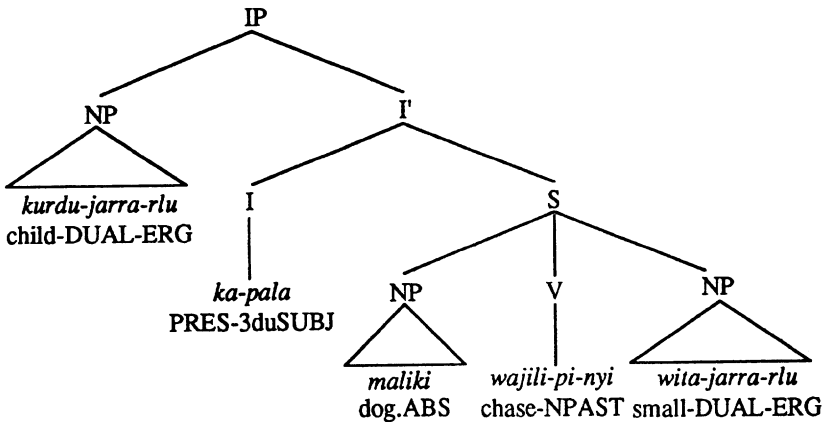 IP
NP
I'
kurdu-jarra-rlu
child-DUAL-ERG
I
S
ka-pala
PRES-3duSUBJ
NP
V
NP
maliki
dog.ABS
wajili-pi-nyi
chase-NPAST
wita-jarra-rlu
small-DUAL-ERG